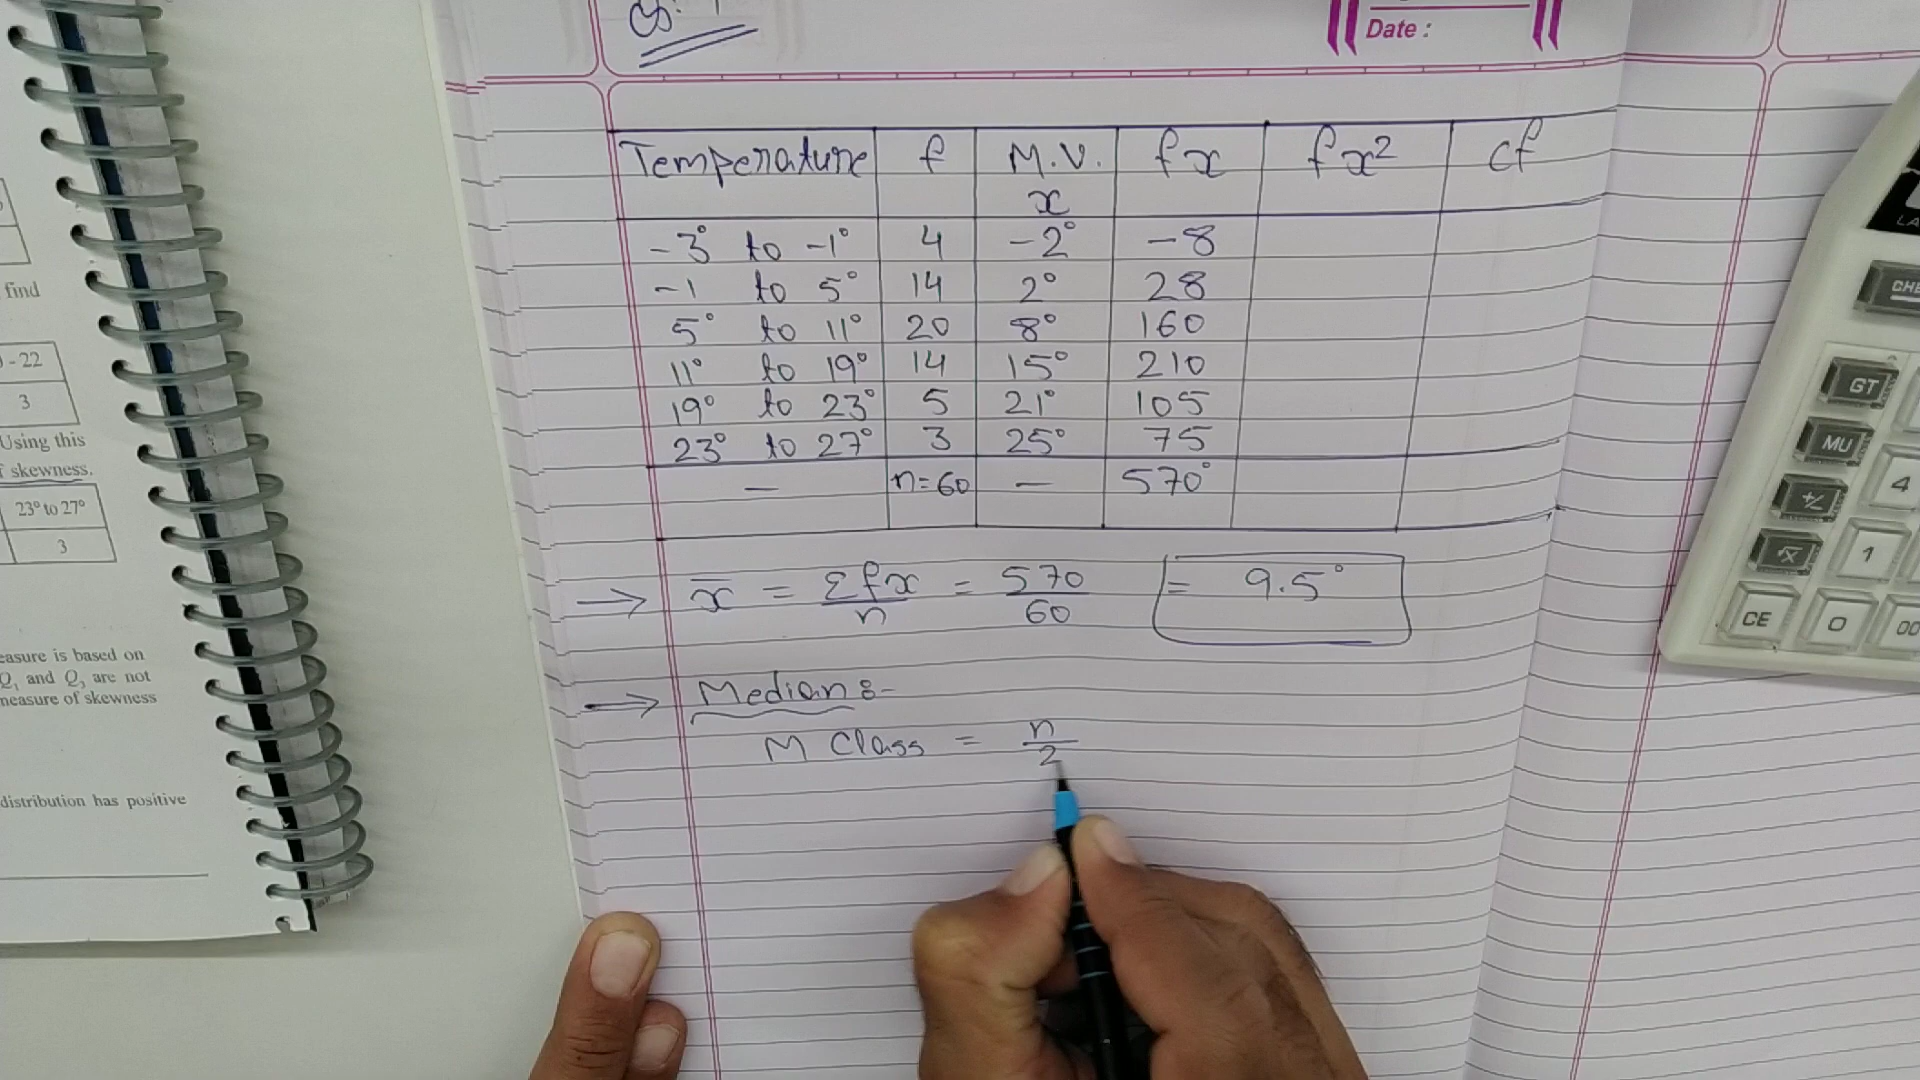 Date :
Temperature f M.V. fx fx² cf
x
-3° to -1° 4 -2° -8
-1 to 5° 14 2° 28
5° to 11° 20 8° 160
11° to 19° 14 15° 210
19° to 23° 5 21° 105
23° to 27° 3 25° 75
— n=60 — 570°
→ x̄ = Σfx/n = 570/60 = 9.5°
→ Median:-
M Class = n/2
find
- 22
3
Using this
skewness.
23° to 27°
3
easure is based on
Q₁ and Q₃ are not
measure of skewness
distribution has positive
GT
MU
+/-
√x
CE
4
1
0
00